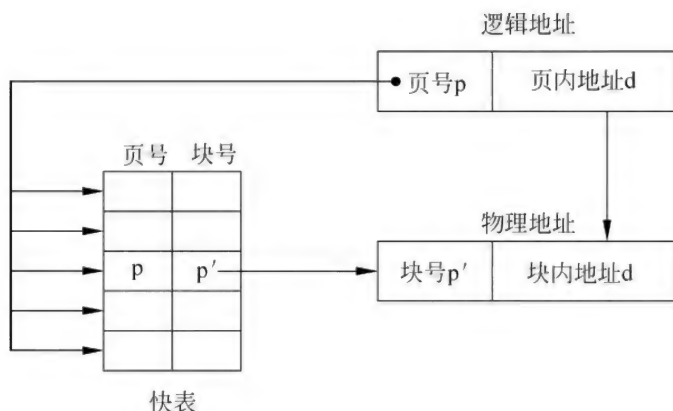 逻辑地址
页号p 页内地址d
页号 块号
物理地址
p p′
块号p′ 块内地址d
快表